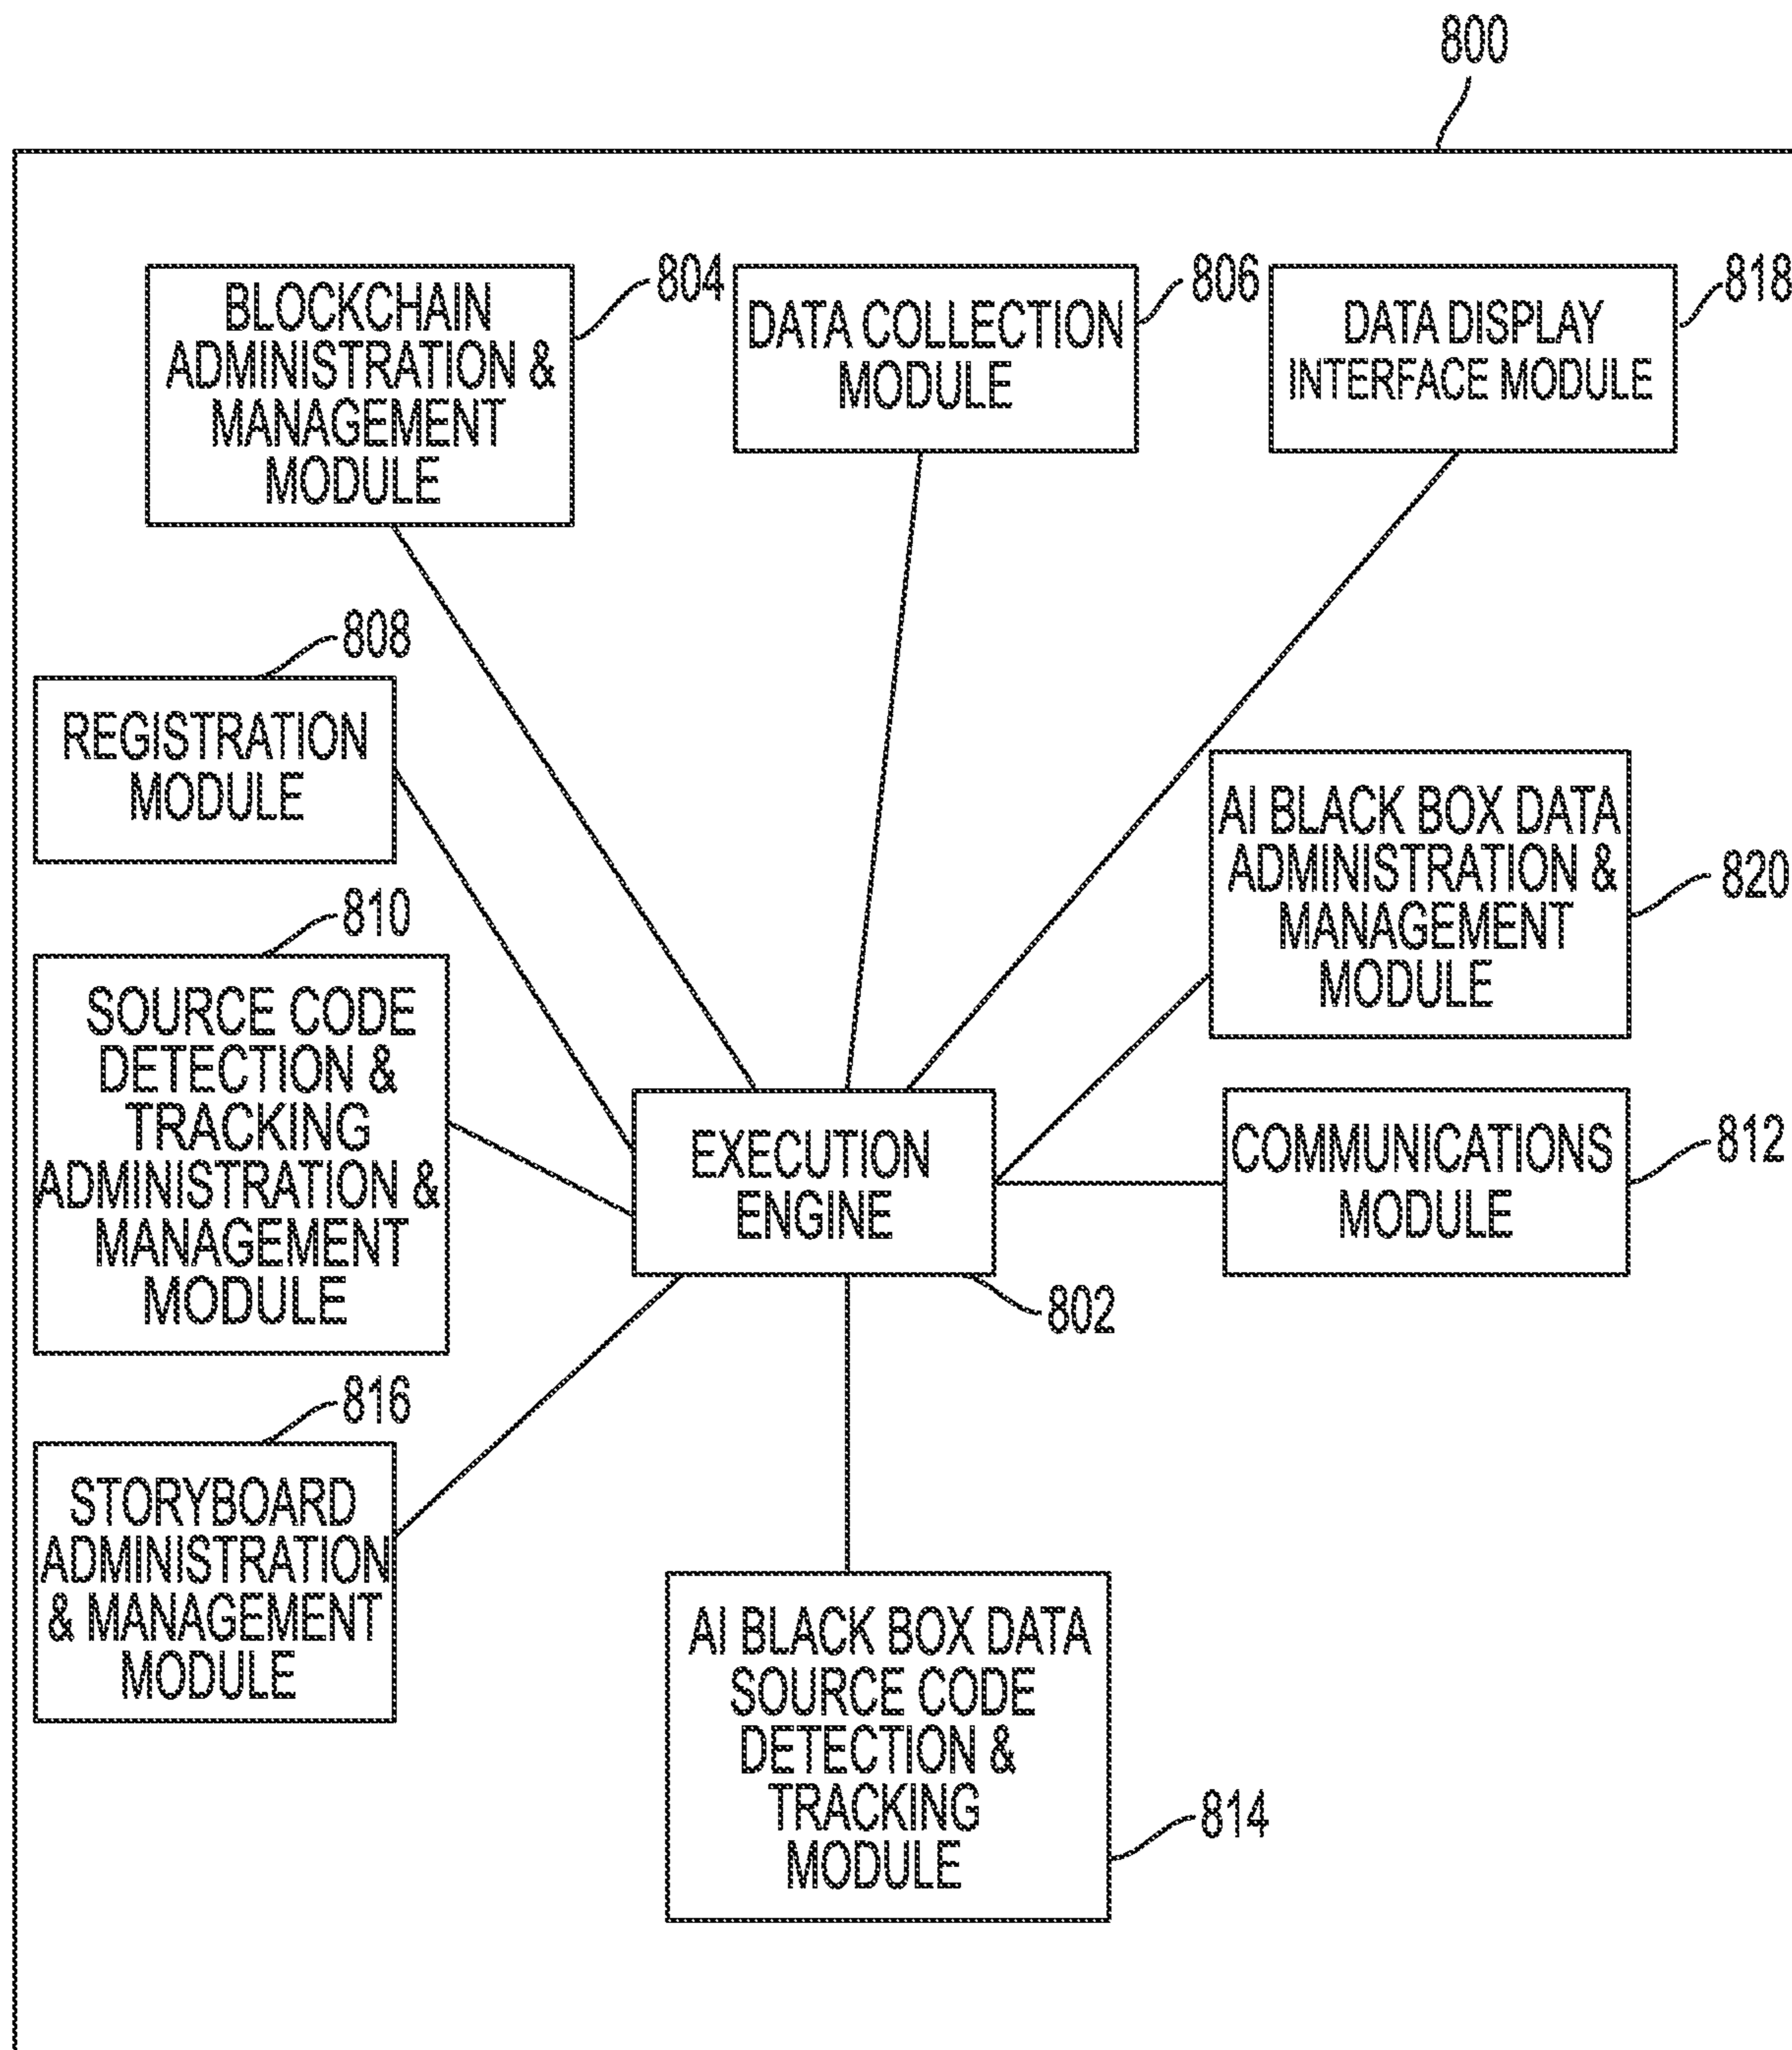 800
BLOCKCHAIN
ADMINISTRATION &
MANAGEMENT
MODULE
804
DATA COLLECTION
MODULE
806
DATA DISPLAY
INTERFACE MODULE
818
808
REGISTRATION
MODULE
AI BLACK BOX DATA
ADMINISTRATION &
MANAGEMENT
MODULE
820
810
SOURCE CODE
DETECTION &
TRACKING
ADMINISTRATION &
MANAGEMENT
MODULE
EXECUTION
ENGINE
802
COMMUNICATIONS
MODULE
812
816
STORYBOARD
ADMINISTRATION
& MANAGEMENT
MODULE
AI BLACK BOX DATA
SOURCE CODE
DETECTION &
TRACKING
MODULE
814